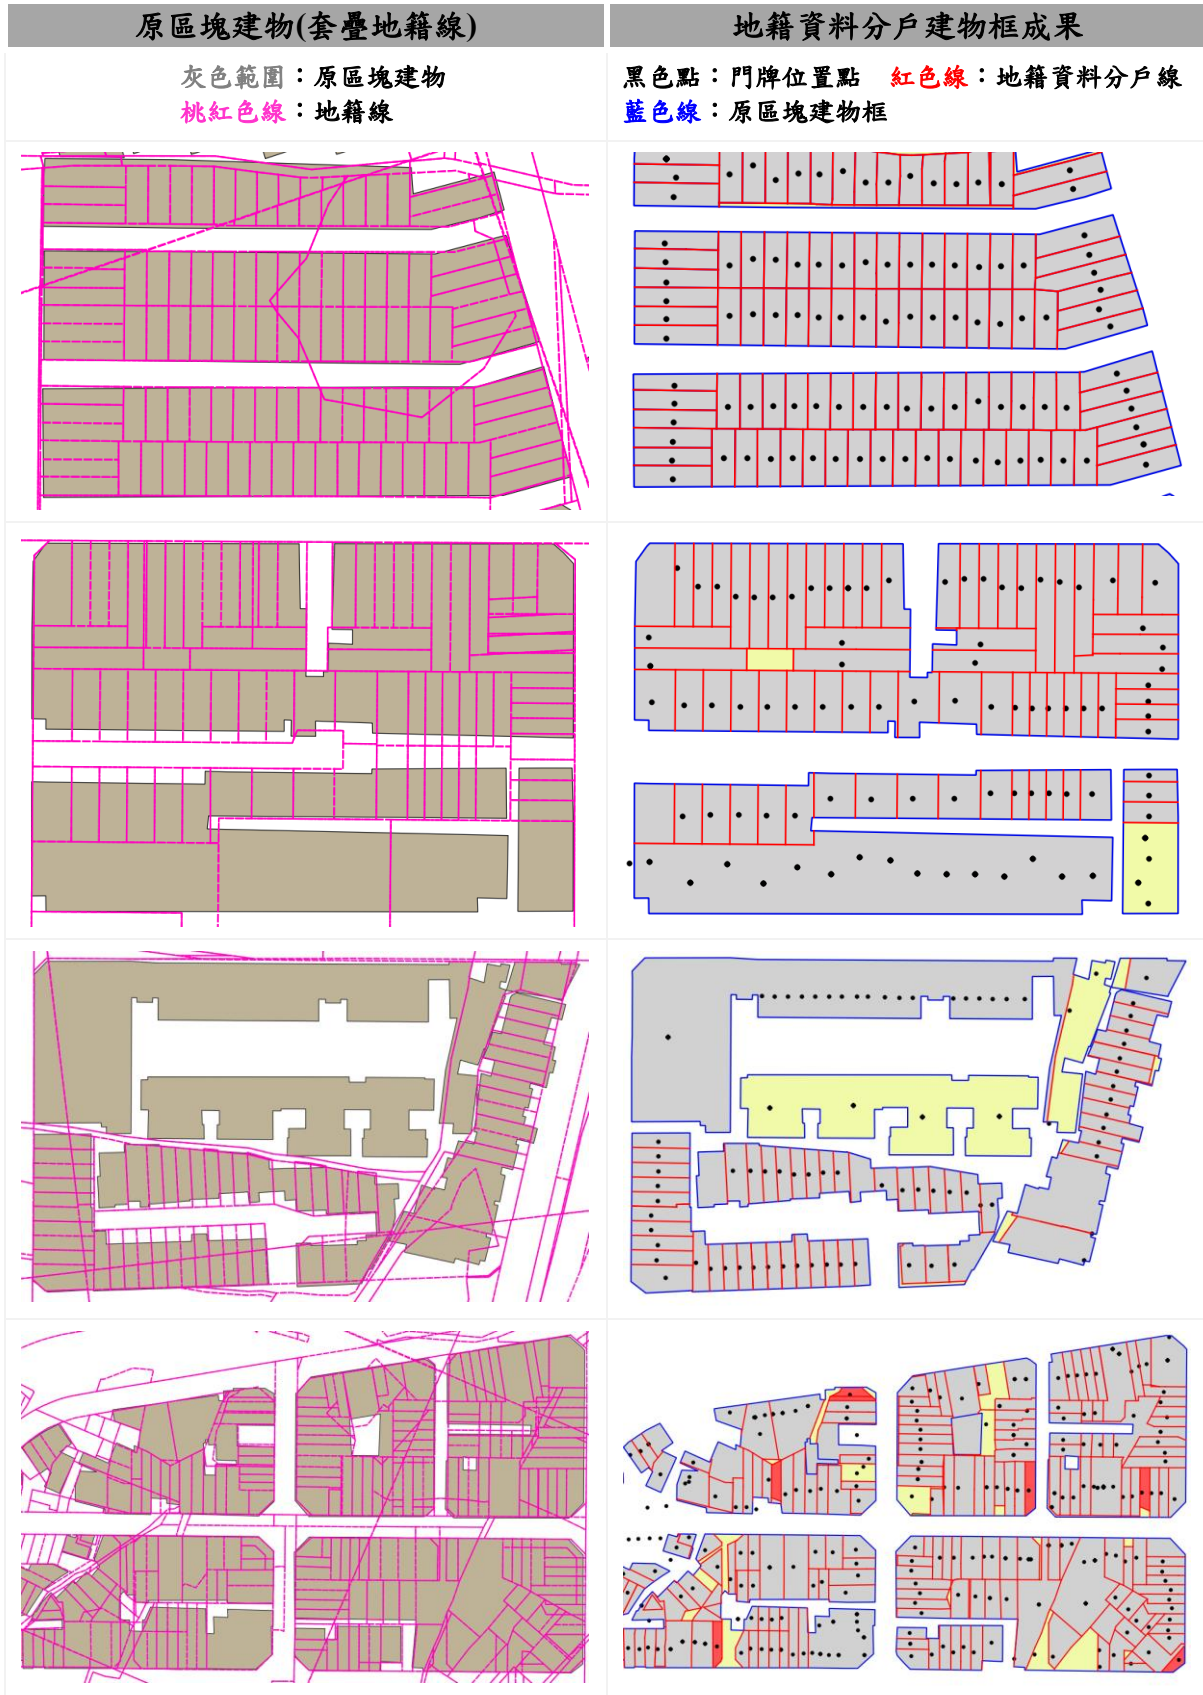 原區塊建物(套疊地籍線)
地籍資料分戶建物框成果
灰色範圍：原區塊建物
桃紅色線：地籍線
黑色點：門牌位置點 紅色線：地籍資料分戶線
藍色線：原區塊建物框